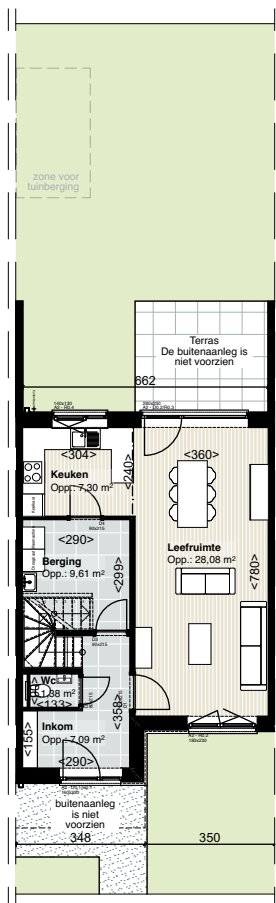 zone voor
tuinberging
Terras
De buitenaanleg is
niet voorzien
662
<304>
<240>
<360>
Keuken
Opp.: 7,30 m²
<290>
Berging
Opp.: 9,61 m²
<299>
Leefruimte
Opp.: 28,08 m²
<780>
Wc
1,38 m²
<133>
<358>
<155>
Inkom
Opp.: 7,09 m²
<290>
buitenaanleg
is niet
voorzien
348
350